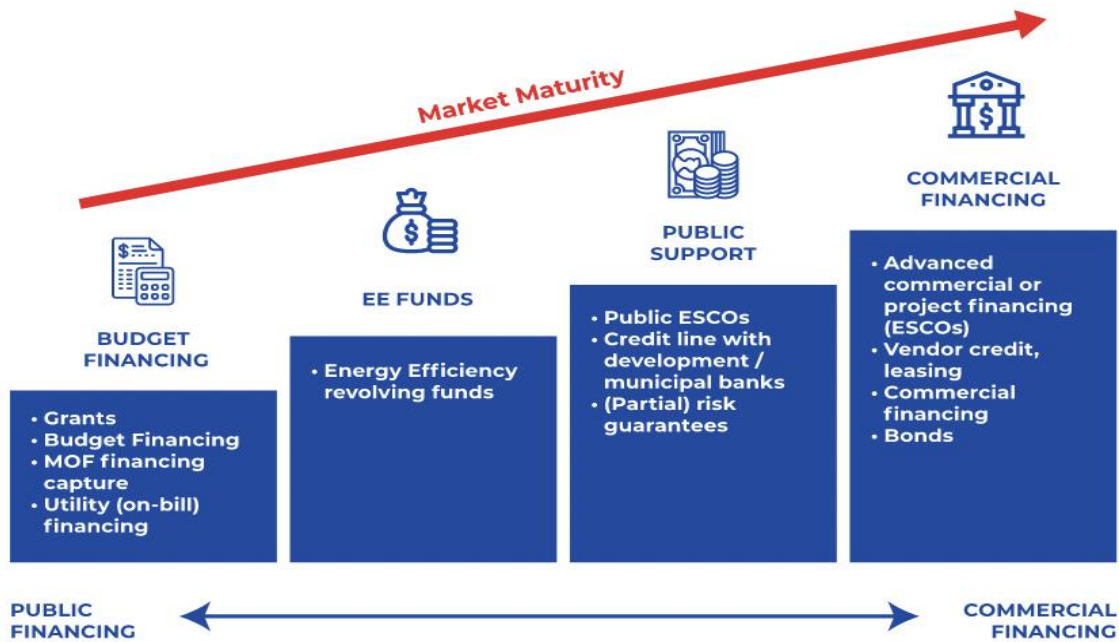 Market Maturity
BUDGET
FINANCING
• Grants
• Budget Financing
• MOF financing
capture
• Utility (on-bill)
financing
EE FUNDS
• Energy Efficiency
revolving funds
PUBLIC
SUPPORT
• Public ESCOs
• Credit line with
development /
municipal banks
• (Partial) risk
guarantees
COMMERCIAL
FINANCING
• Advanced
commercial or
project financing
(ESCOs)
• Vendor credit,
leasing
• Commercial
financing
• Bonds
PUBLIC
FINANCING
COMMERCIAL
FINANCING